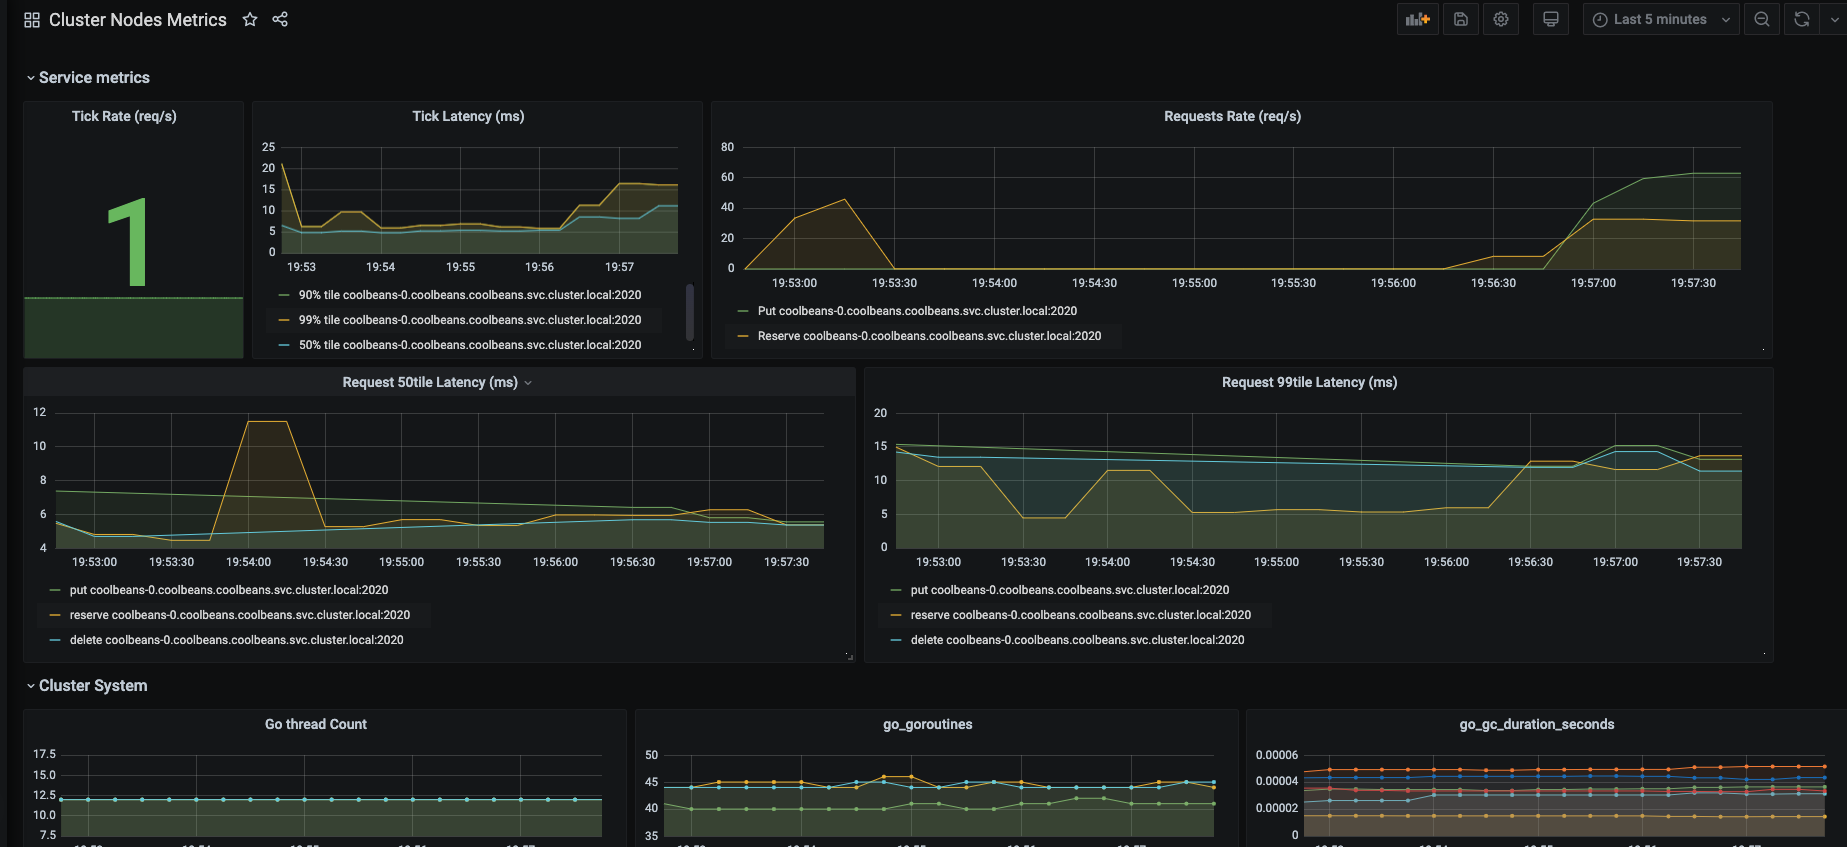 Cluster Nodes Metrics
Last 5 minutes
Service metrics
Tick Rate (req/s)
1
Tick Latency (ms)
25
20
15
10
5
0
19:53 19:54 19:55 19:56 19:57
90% tile coolbeans-0.coolbeans.coolbeans.svc.cluster.local:2020
99% tile coolbeans-0.coolbeans.coolbeans.svc.cluster.local:2020
50% tile coolbeans-0.coolbeans.coolbeans.svc.cluster.local:2020
Requests Rate (req/s)
80
60
40
20
0
19:53:00 19:53:30 19:54:00 19:54:30 19:55:00 19:55:30 19:56:00 19:56:30 19:57:00 19:57:30
Put coolbeans-0.coolbeans.coolbeans.svc.cluster.local:2020
Reserve coolbeans-0.coolbeans.coolbeans.svc.cluster.local:2020
Request 50tile Latency (ms)
12
10
8
6
4
19:53:00 19:53:30 19:54:00 19:54:30 19:55:00 19:55:30 19:56:00 19:56:30 19:57:00 19:57:30
put coolbeans-0.coolbeans.coolbeans.svc.cluster.local:2020
reserve coolbeans-0.coolbeans.coolbeans.svc.cluster.local:2020
delete coolbeans-0.coolbeans.coolbeans.svc.cluster.local:2020
Request 99tile Latency (ms)
20
15
10
5
0
19:53:00 19:53:30 19:54:00 19:54:30 19:55:00 19:55:30 19:56:00 19:56:30 19:57:00 19:57:30
put coolbeans-0.coolbeans.coolbeans.svc.cluster.local:2020
reserve coolbeans-0.coolbeans.coolbeans.svc.cluster.local:2020
delete coolbeans-0.coolbeans.coolbeans.svc.cluster.local:2020
Cluster System
Go thread Count
17.5
15.0
12.5
10.0
7.5
go_goroutines
50
45
40
35
go_gc_duration_seconds
0.00006
0.00004
0.00002
0